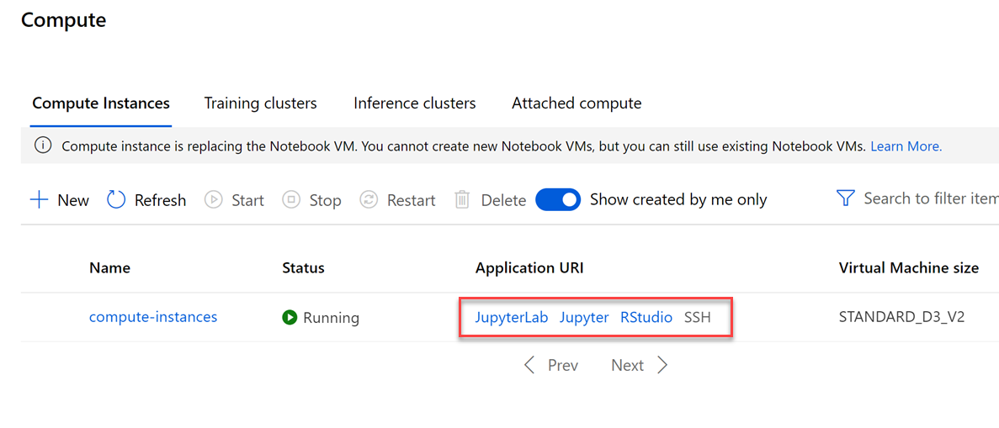 Compute
Compute Instances Training clusters Inference clusters Attached compute
Compute instance is replacing the Notebook VM. You cannot create new Notebook VMs, but you can still use existing Notebook VMs. Learn More.
New Refresh Start Stop Restart Delete Show created by me only Search to filter item
Name Status Application URI Virtual Machine size
compute-instances Running JupyterLab Jupyter RStudio SSH STANDARD_D3_V2
Prev Next